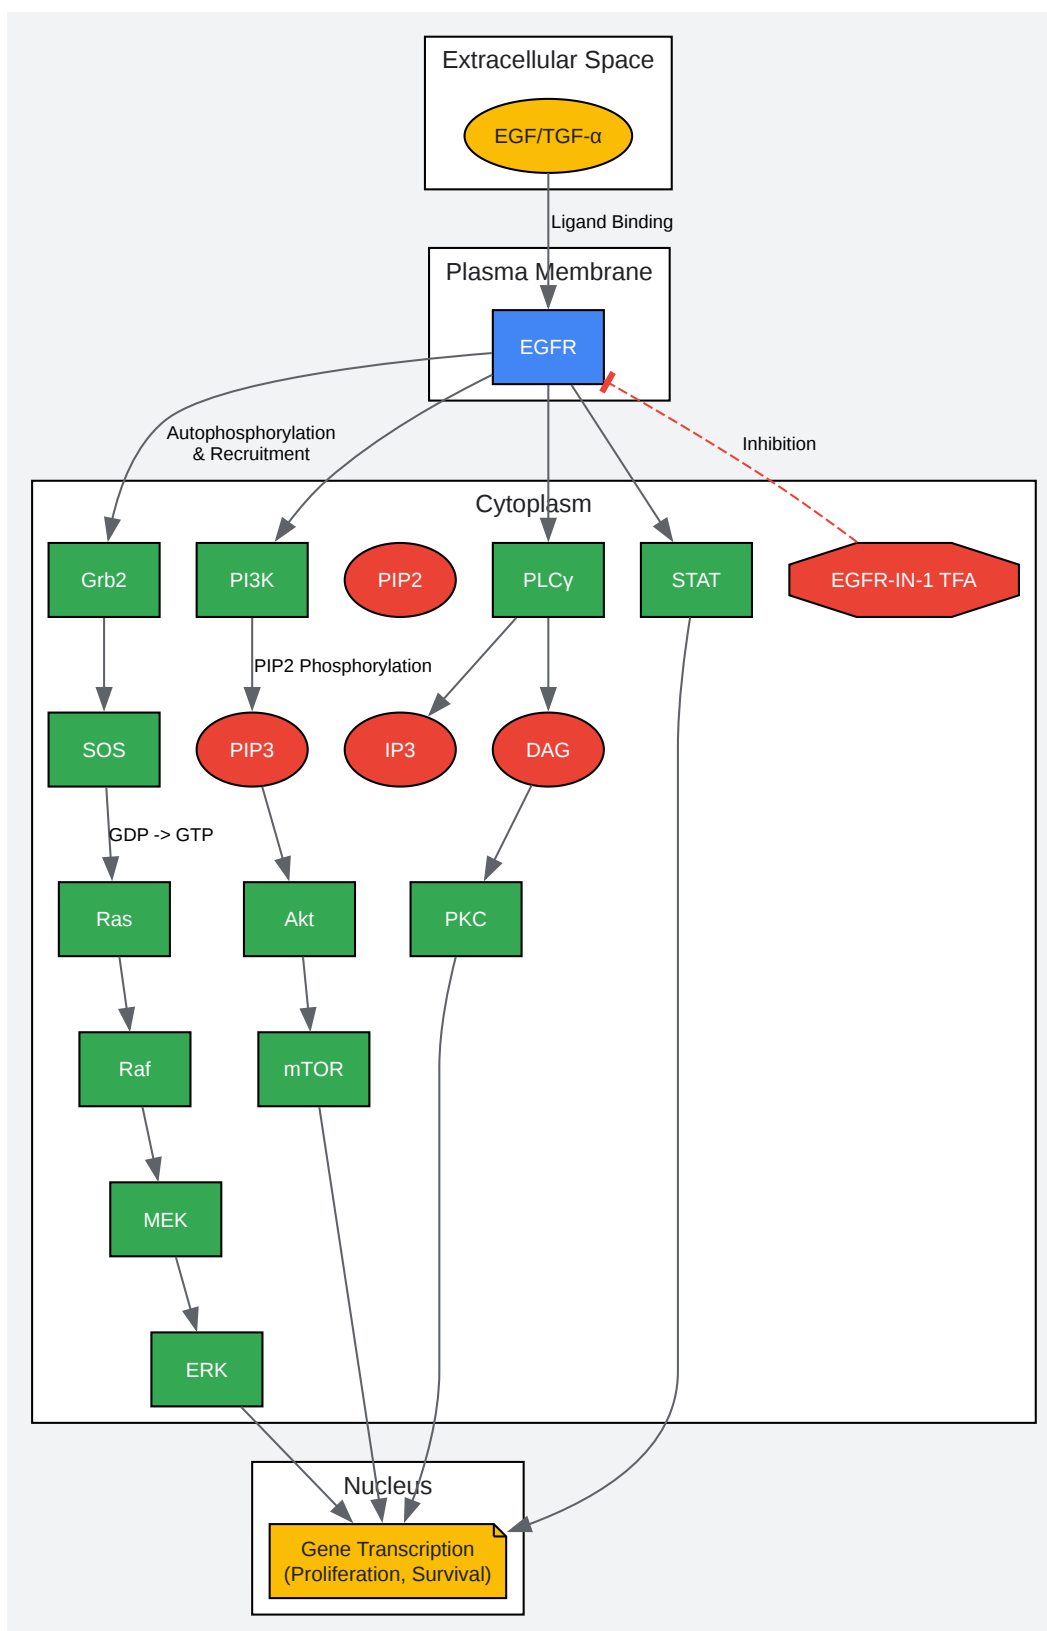 Extracellular Space
EGF/TGF-α
Ligand Binding
Plasma Membrane
EGFR
Autophosphorylation
& Recruitment
Inhibition
Cytoplasm
Grb2
PI3K
PIP2
PLCγ
STAT
EGFR-IN-1 TFA
PIP2 Phosphorylation
SOS
PIP3
IP3
DAG
GDP -> GTP
Ras
Akt
PKC
Raf
mTOR
MEK
ERK
Nucleus
Gene Transcription
(Proliferation, Survival)